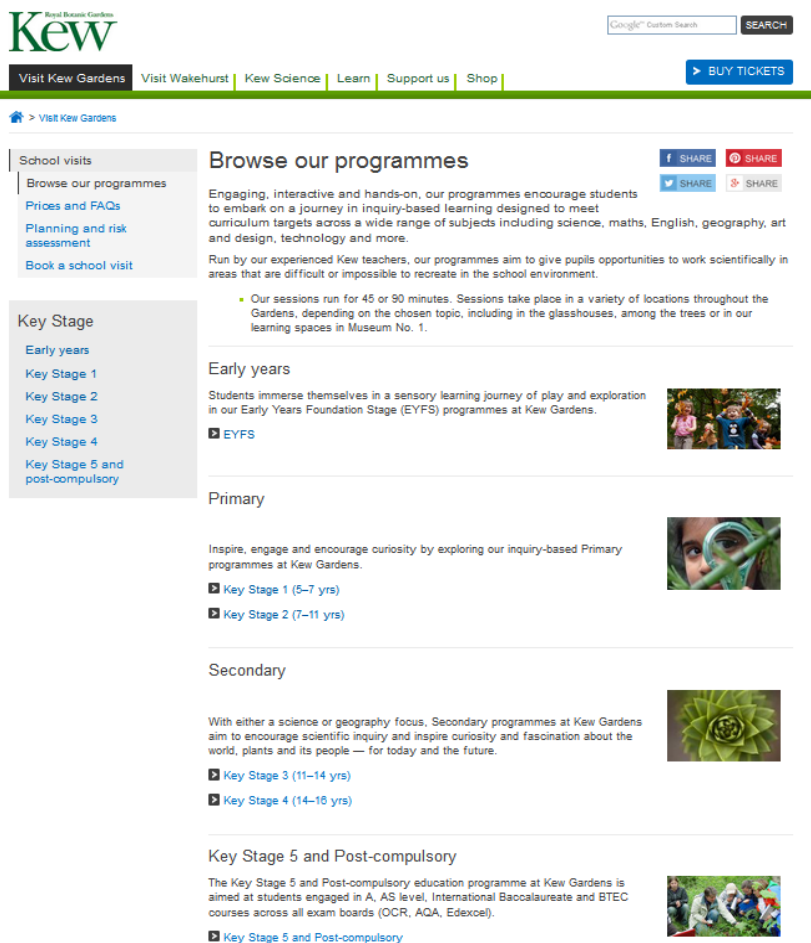 Royal Botanic Gardens
Kew
Google™ Custom Search
SEARCH
BUY TICKETS
Visit Kew Gardens
Visit Wakehurst
Kew Science
Learn
Support us
Shop
> Visit Kew Gardens
School visits
Browse our programmes
Prices and FAQs
Planning and risk
assessment
Book a school visit
Key Stage
Early years
Key Stage 1
Key Stage 2
Key Stage 3
Key Stage 4
Key Stage 5 and
post-compulsory
Browse our programmes
f SHARE
SHARE
SHARE
SHARE
Engaging, interactive and hands-on, our programmes encourage students
to embark on a journey in inquiry-based learning designed to meet
curriculum targets across a wide range of subjects including science, maths, English, geography, art
and design, technology and more.
Run by our experienced Kew teachers, our programmes aim to give pupils opportunities to work scientifically in
areas that are difficult or impossible to recreate in the school environment.
Our sessions run for 45 or 90 minutes. Sessions take place in a variety of locations throughout the
Gardens, depending on the chosen topic, including in the glasshouses, among the trees or in our
learning spaces in Museum No. 1.
Early years
Students immerse themselves in a sensory learning journey of play and exploration
in our Early Years Foundation Stage (EYFS) programmes at Kew Gardens.
EYFS
Primary
Inspire, engage and encourage curiosity by exploring our inquiry-based Primary
programmes at Kew Gardens.
Key Stage 1 (5–7 yrs)
Key Stage 2 (7–11 yrs)
Secondary
With either a science or geography focus, Secondary programmes at Kew Gardens
aim to encourage scientific inquiry and inspire curiosity and fascination about the
world, plants and its people — for today and the future.
Key Stage 3 (11–14 yrs)
Key Stage 4 (14–16 yrs)
Key Stage 5 and Post-compulsory
The Key Stage 5 and Post-compulsory education programme at Kew Gardens is
aimed at students engaged in A, AS level, International Baccalaureate and BTEC
courses across all exam boards (OCR, AQA, Edexcel).
Key Stage 5 and Post-compulsory